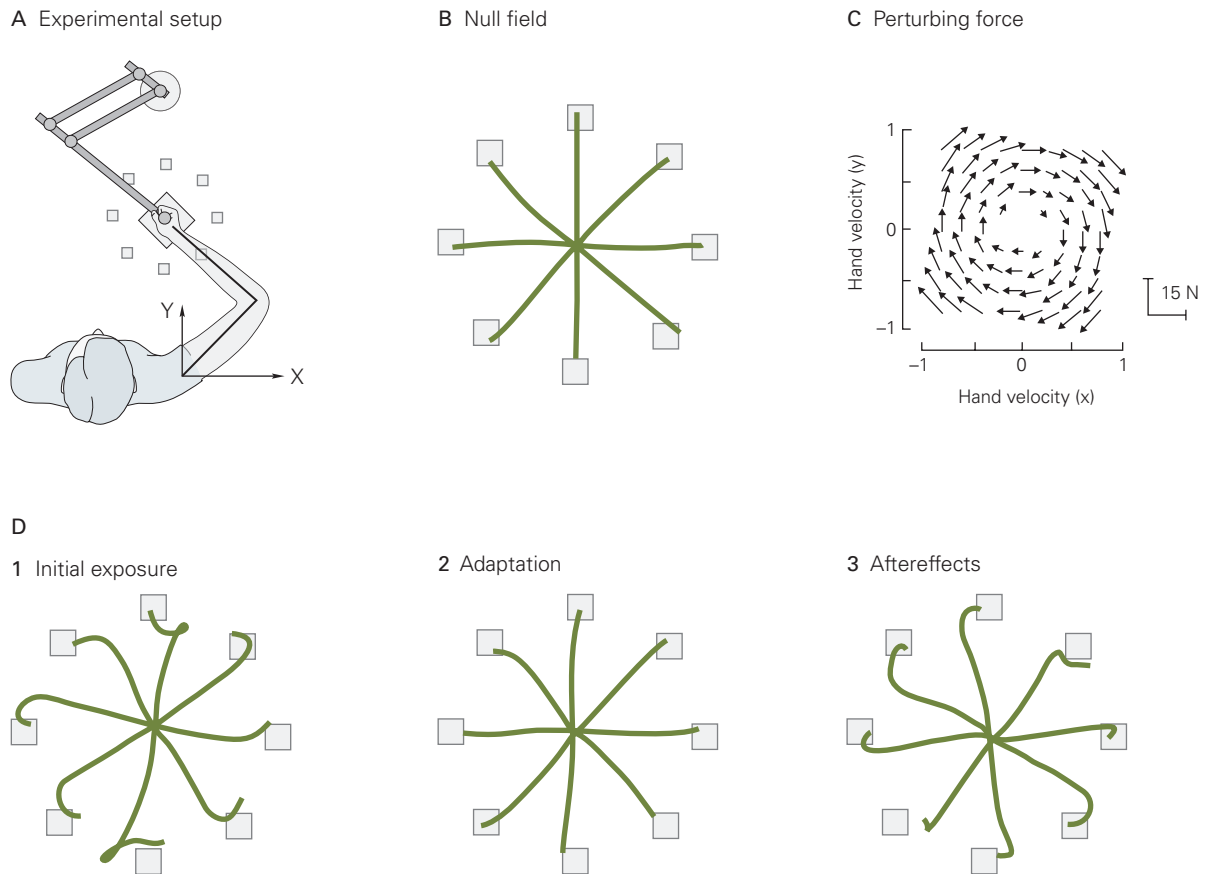 A Experimental setup
B Null field
C Perturbing force
Y
X
Hand velocity (y)
1
0
−1
15 N
−1
0
1
Hand velocity (x)
D
1 Initial exposure
2 Adaptation
3 Aftereffects